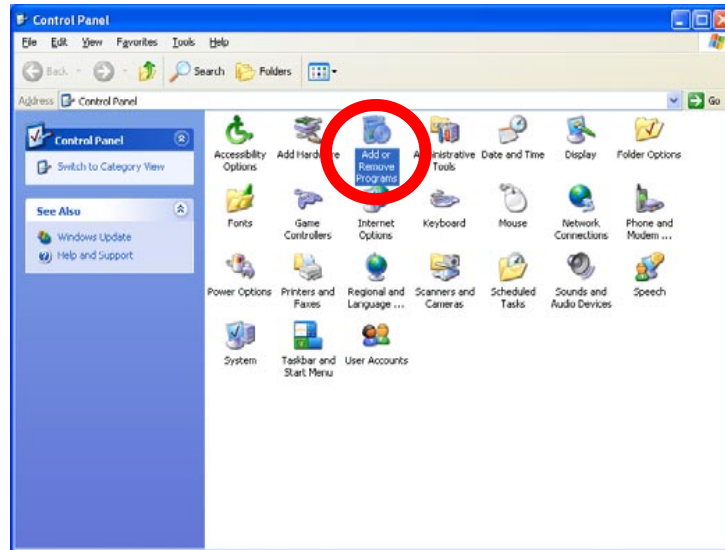 Control Panel
File Edit View Favorites Tools Help
Back Search Folders
Address Control Panel Go
Control Panel
Switch to Category View
See Also
Windows Update
Help and Support
Accessibility Options
Add Hardware
Add or Remove Programs
Administrative Tools
Date and Time
Display
Folder Options
Fonts
Game Controllers
Internet Options
Keyboard
Mouse
Network Connections
Phone and Modem ...
Power Options
Printers and Faxes
Regional and Language ...
Scanners and Cameras
Scheduled Tasks
Sounds and Audio Devices
Speech
System
Taskbar and Start Menu
User Accounts